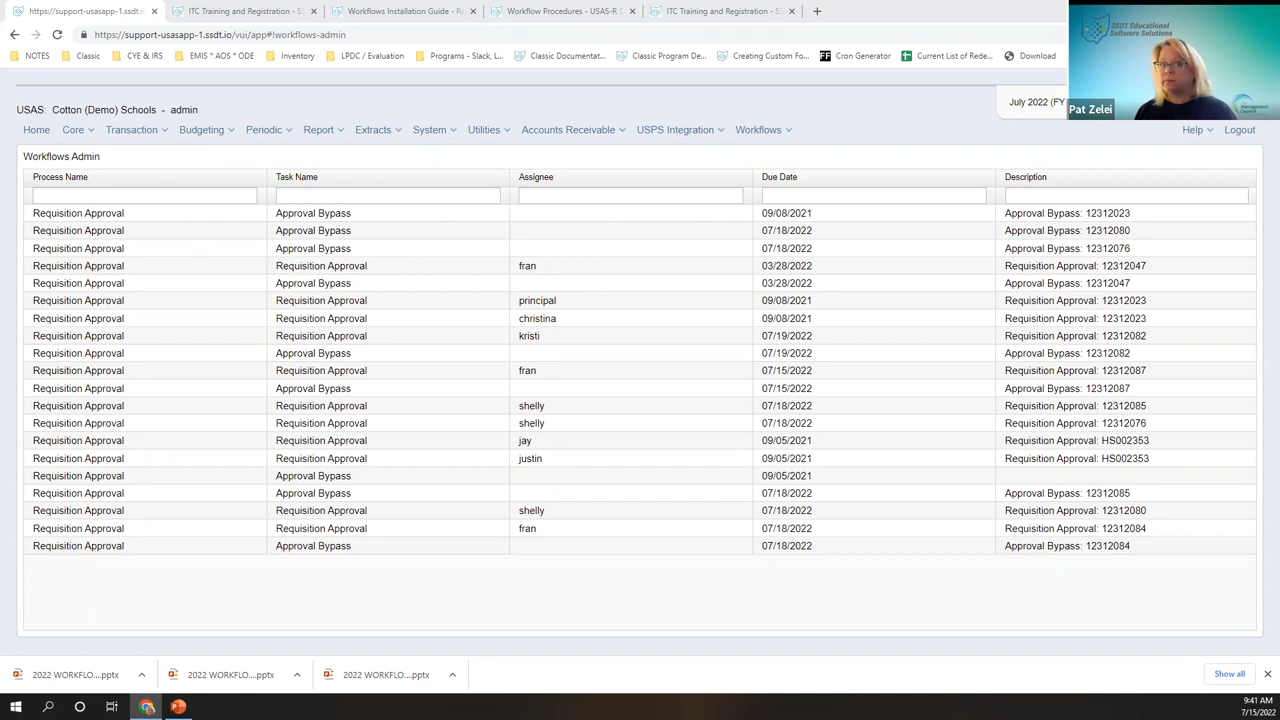 https://support-usasapp-1.ssdt.i
ITC Training and Registration - S
Workflows Installation Guide - Re
Workflow Procedures - USAS-R
ITC Training and Registration - S
https://support-usasapp-1.ssdt.io/vui/app#!workflows-admin
NOTES Classic CYE & IRS EMIS * AOS * ODE Inventory LPDC / Evaluation Programs - Slack, L... Classic Documentat... Classic Program De... Creating Custom Fo... FF Cron Generator Current List of Rede... Download
SSDT Educational
Software Solutions
Management
Council
Pat Zelei
July 2022 (FY
USAS: Cotton (Demo) Schools - admin
Home Core Transaction Budgeting Periodic Report Extracts System Utilities Accounts Receivable USPS Integration Workflows Help Logout
Workflows Admin
Process Name Task Name Assignee Due Date Description
Requisition Approval Approval Bypass 09/08/2021 Approval Bypass: 12312023
Requisition Approval Approval Bypass 07/18/2022 Approval Bypass: 12312080
Requisition Approval Approval Bypass 07/18/2022 Approval Bypass: 12312076
Requisition Approval Requisition Approval fran 03/28/2022 Requisition Approval: 12312047
Requisition Approval Approval Bypass 03/28/2022 Approval Bypass: 12312047
Requisition Approval Requisition Approval principal 09/08/2021 Requisition Approval: 12312023
Requisition Approval Requisition Approval christina 09/08/2021 Requisition Approval: 12312023
Requisition Approval Requisition Approval kristi 07/19/2022 Requisition Approval: 12312082
Requisition Approval Approval Bypass 07/19/2022 Approval Bypass: 12312082
Requisition Approval Requisition Approval fran 07/15/2022 Requisition Approval: 12312087
Requisition Approval Approval Bypass 07/15/2022 Approval Bypass: 12312087
Requisition Approval Requisition Approval shelly 07/18/2022 Requisition Approval: 12312085
Requisition Approval Requisition Approval shelly 07/18/2022 Requisition Approval: 12312076
Requisition Approval Requisition Approval jay 09/05/2021 Requisition Approval: HS002353
Requisition Approval Requisition Approval justin 09/05/2021 Requisition Approval: HS002353
Requisition Approval Approval Bypass 09/05/2021
Requisition Approval Approval Bypass 07/18/2022 Approval Bypass: 12312085
Requisition Approval Requisition Approval shelly 07/18/2022 Requisition Approval: 12312080
Requisition Approval Requisition Approval fran 07/18/2022 Requisition Approval: 12312084
Requisition Approval Approval Bypass 07/18/2022 Approval Bypass: 12312084
2022 WORKFLO....pptx 2022 WORKFLO....pptx 2022 WORKFLO....pptx Show all
9:41 AM
7/15/2022